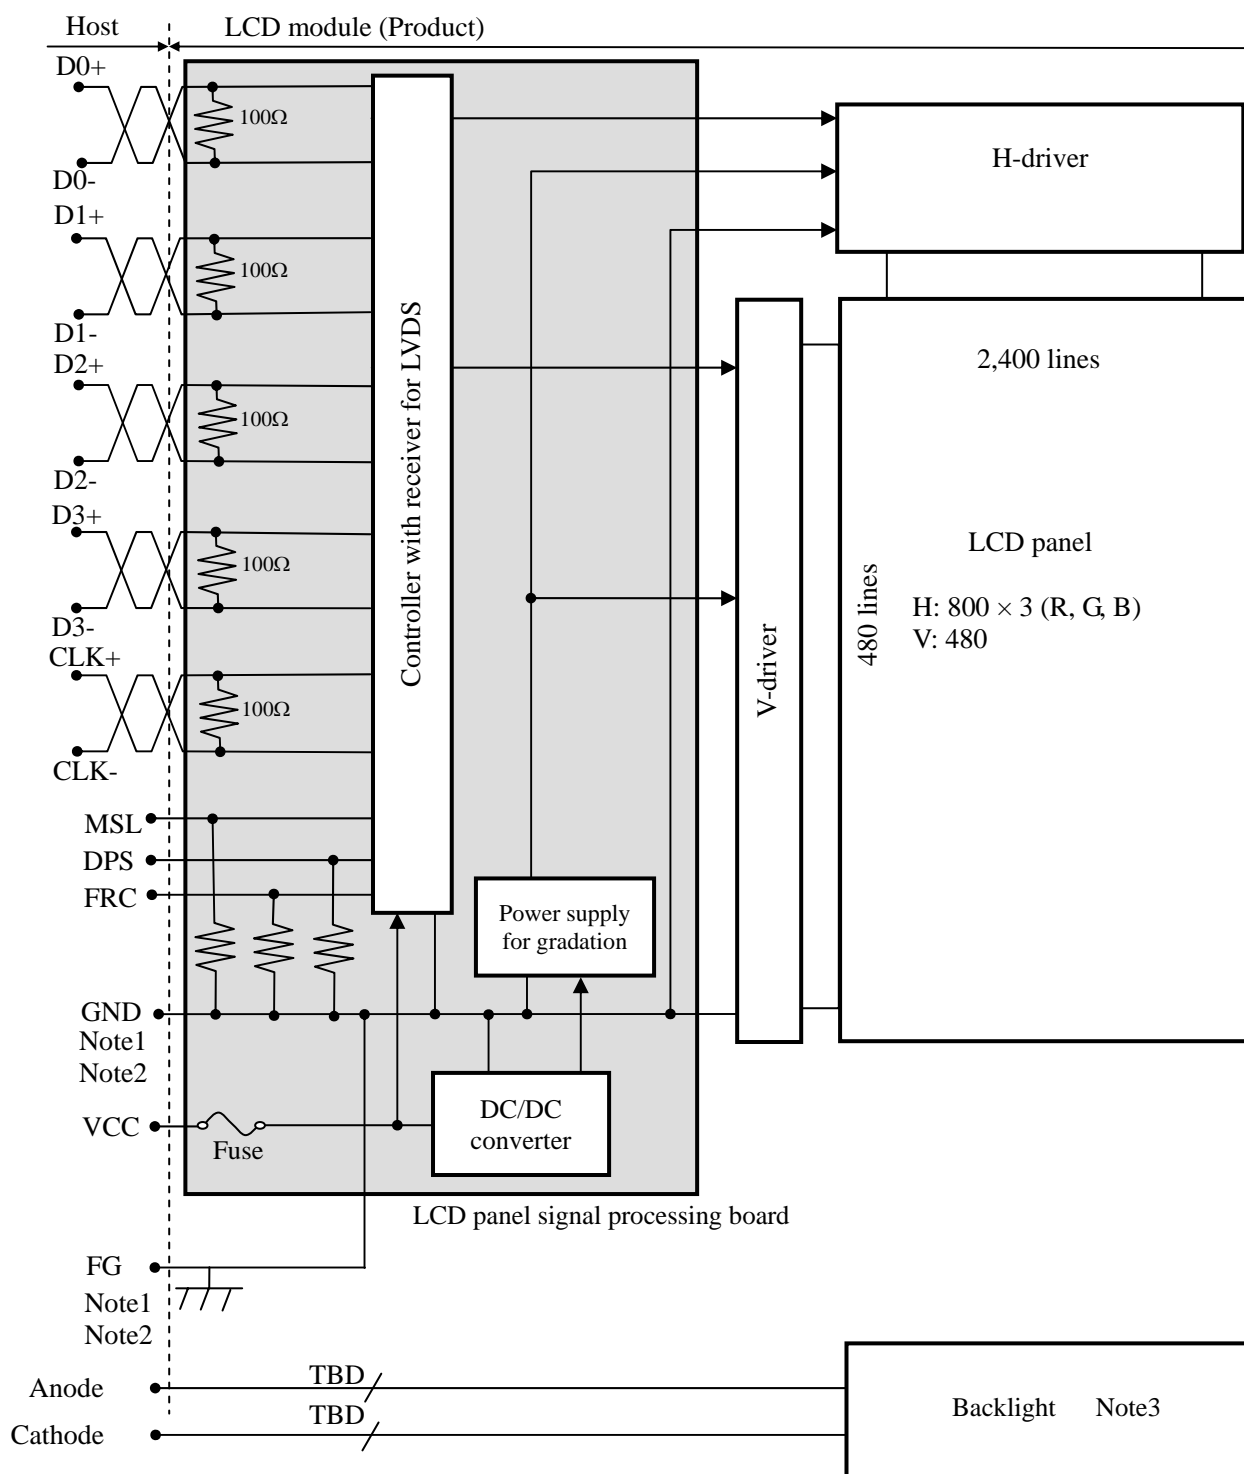 Host
LCD module (Product)
D0+
100Ω
D0-
H-driver
D1+
100Ω
D1-
D2+
100Ω
D2-
D3+
100Ω
D3-
CLK+
100Ω
CLK-
Controller with receiver for LVDS
V-driver
2,400 lines
480 lines
LCD panel
H: 800 × 3 (R, G, B)
V: 480
MSL
DPS
FRC
Power supply
for gradation
GND
Note1
Note2
VCC
Fuse
DC/DC
converter
LCD panel signal processing board
FG
Note1
Note2
Anode
TBD
Cathode
TBD
Backlight Note3